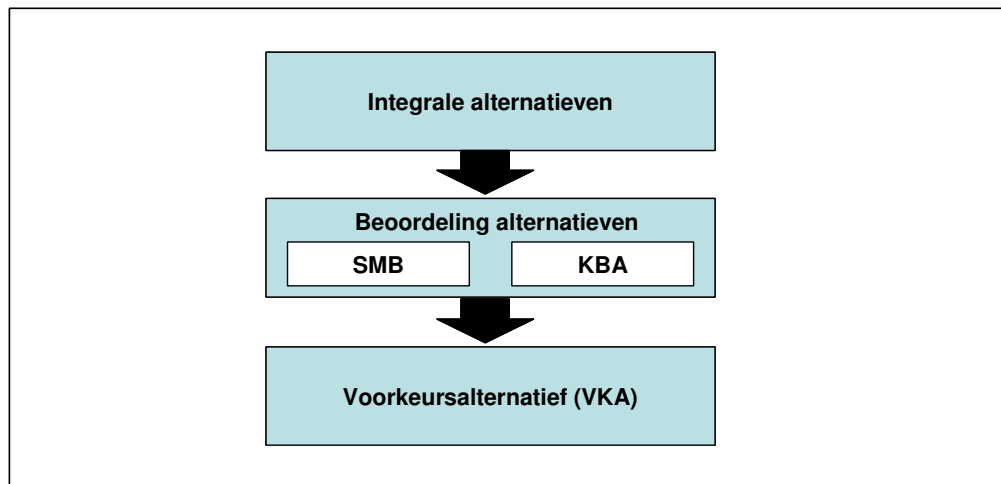 Integrale alternatieven
Beoordeling alternatieven
SMB
KBA
Voorkeursalternatief (VKA)